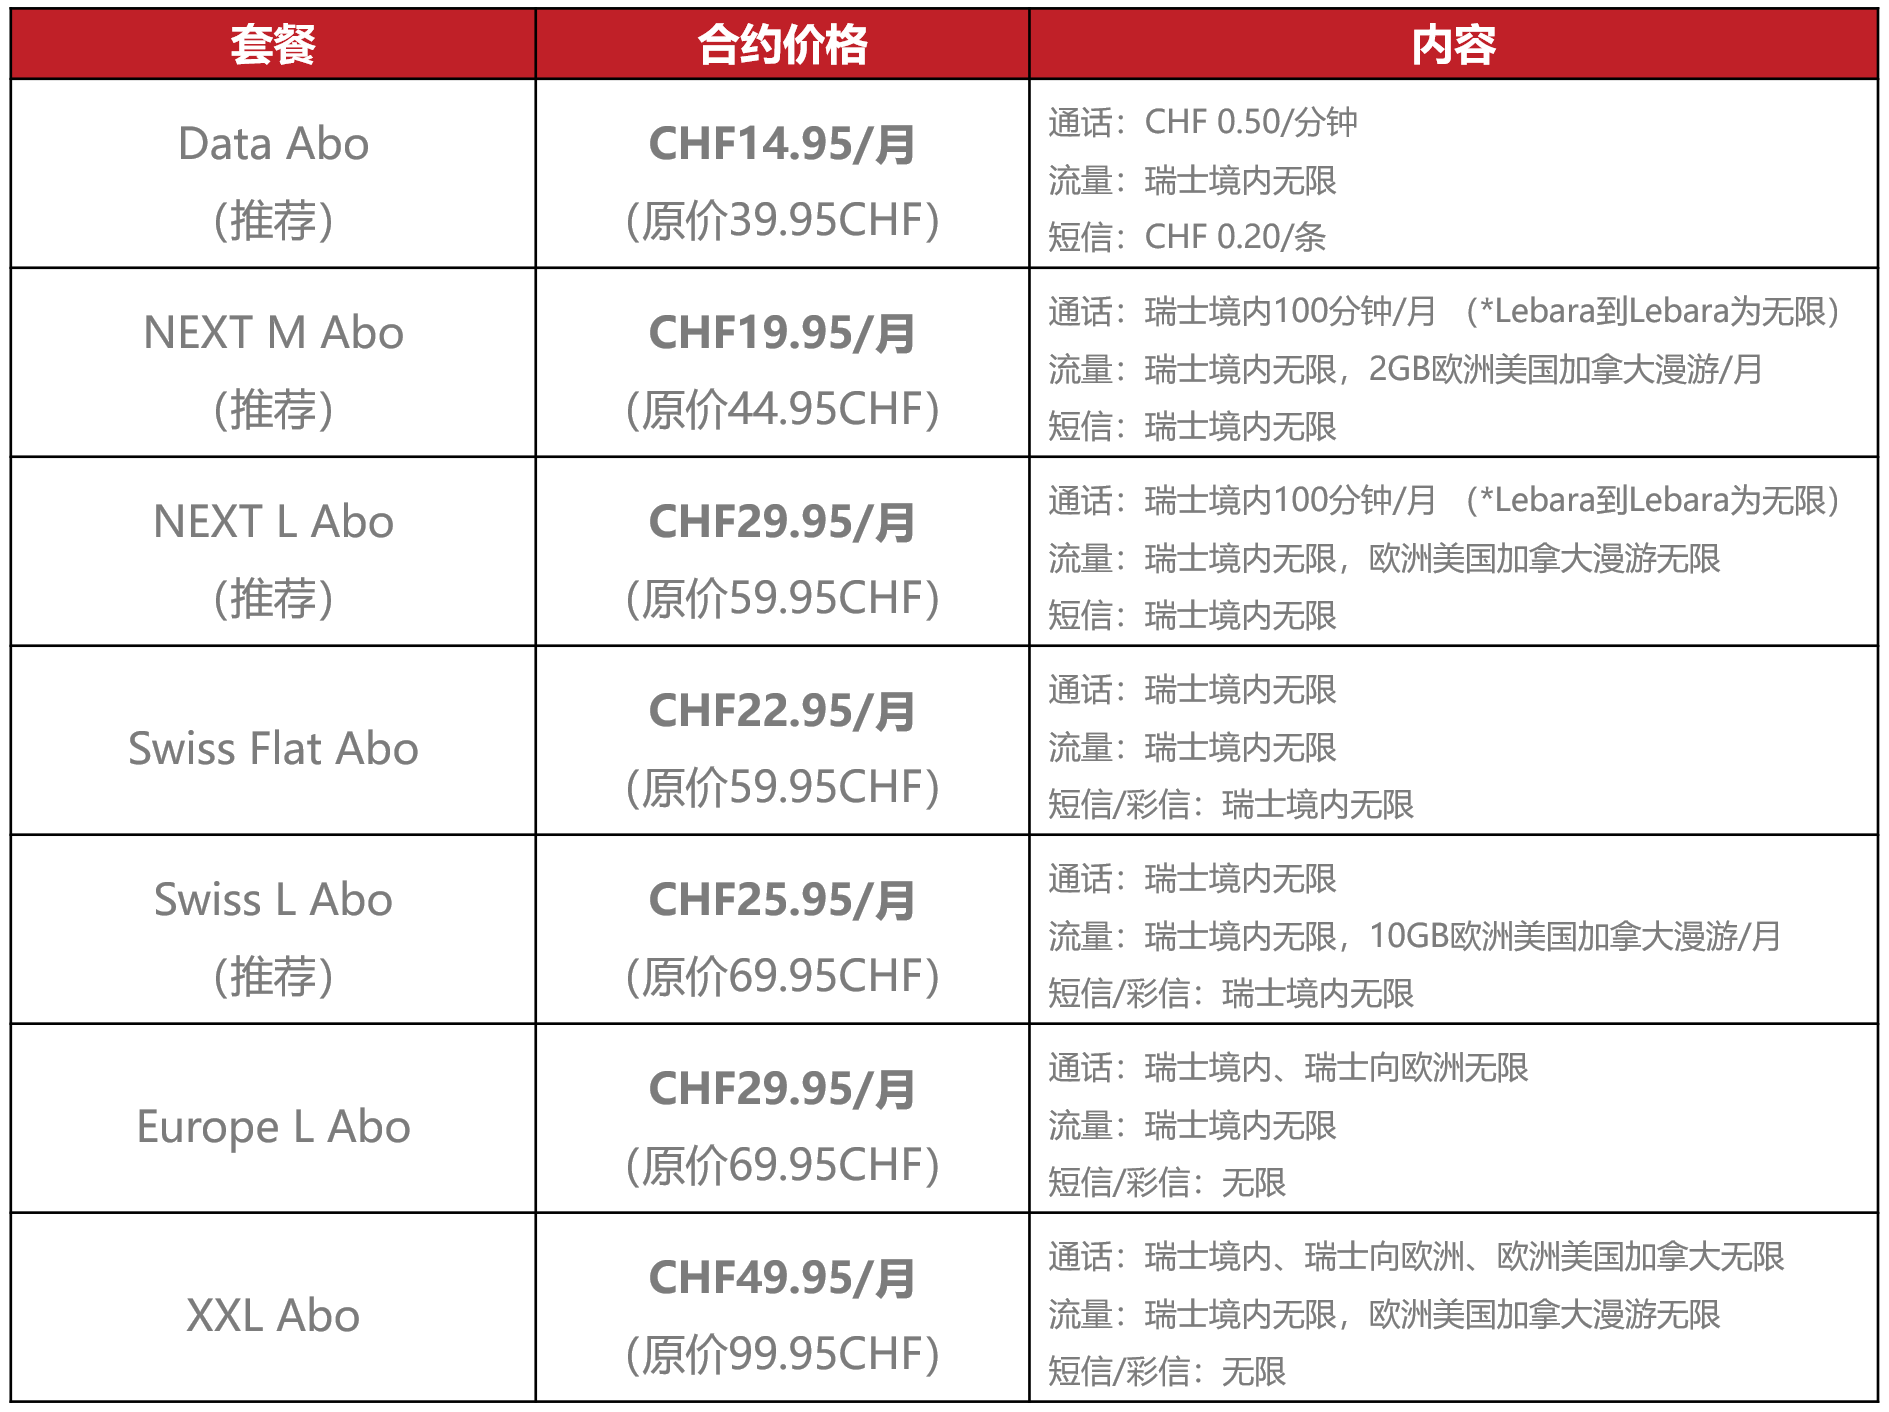 套餐
合约价格
内容
Data Abo
(推荐)
CHF14.95/月
(原价39.95CHF)
通话：CHF 0.50/分钟
流量：瑞士境内无限
短信：CHF 0.20/条
NEXT M Abo
(推荐)
CHF19.95/月
(原价44.95CHF)
通话：瑞士境内100分钟/月 （*Lebara到Lebara为无限）
流量：瑞士境内无限，2GB欧洲美国加拿大漫游/月
短信：瑞士境内无限
NEXT L Abo
(推荐)
CHF29.95/月
(原价59.95CHF)
通话：瑞士境内100分钟/月 （*Lebara到Lebara为无限）
流量：瑞士境内无限，欧洲美国加拿大漫游无限
短信：瑞士境内无限
Swiss Flat Abo
CHF22.95/月
(原价59.95CHF)
通话：瑞士境内无限
流量：瑞士境内无限
短信/彩信：瑞士境内无限
Swiss L Abo
(推荐)
CHF25.95/月
(原价69.95CHF)
通话：瑞士境内无限
流量：瑞士境内无限，10GB欧洲美国加拿大漫游/月
短信/彩信：瑞士境内无限
Europe L Abo
CHF29.95/月
(原价69.95CHF)
通话：瑞士境内、瑞士向欧洲无限
流量：瑞士境内无限
短信/彩信：无限
XXL Abo
CHF49.95/月
(原价99.95CHF)
通话：瑞士境内、瑞士向欧洲、欧洲美国加拿大无限
流量：瑞士境内无限，欧洲美国加拿大漫游无限
短信/彩信：无限